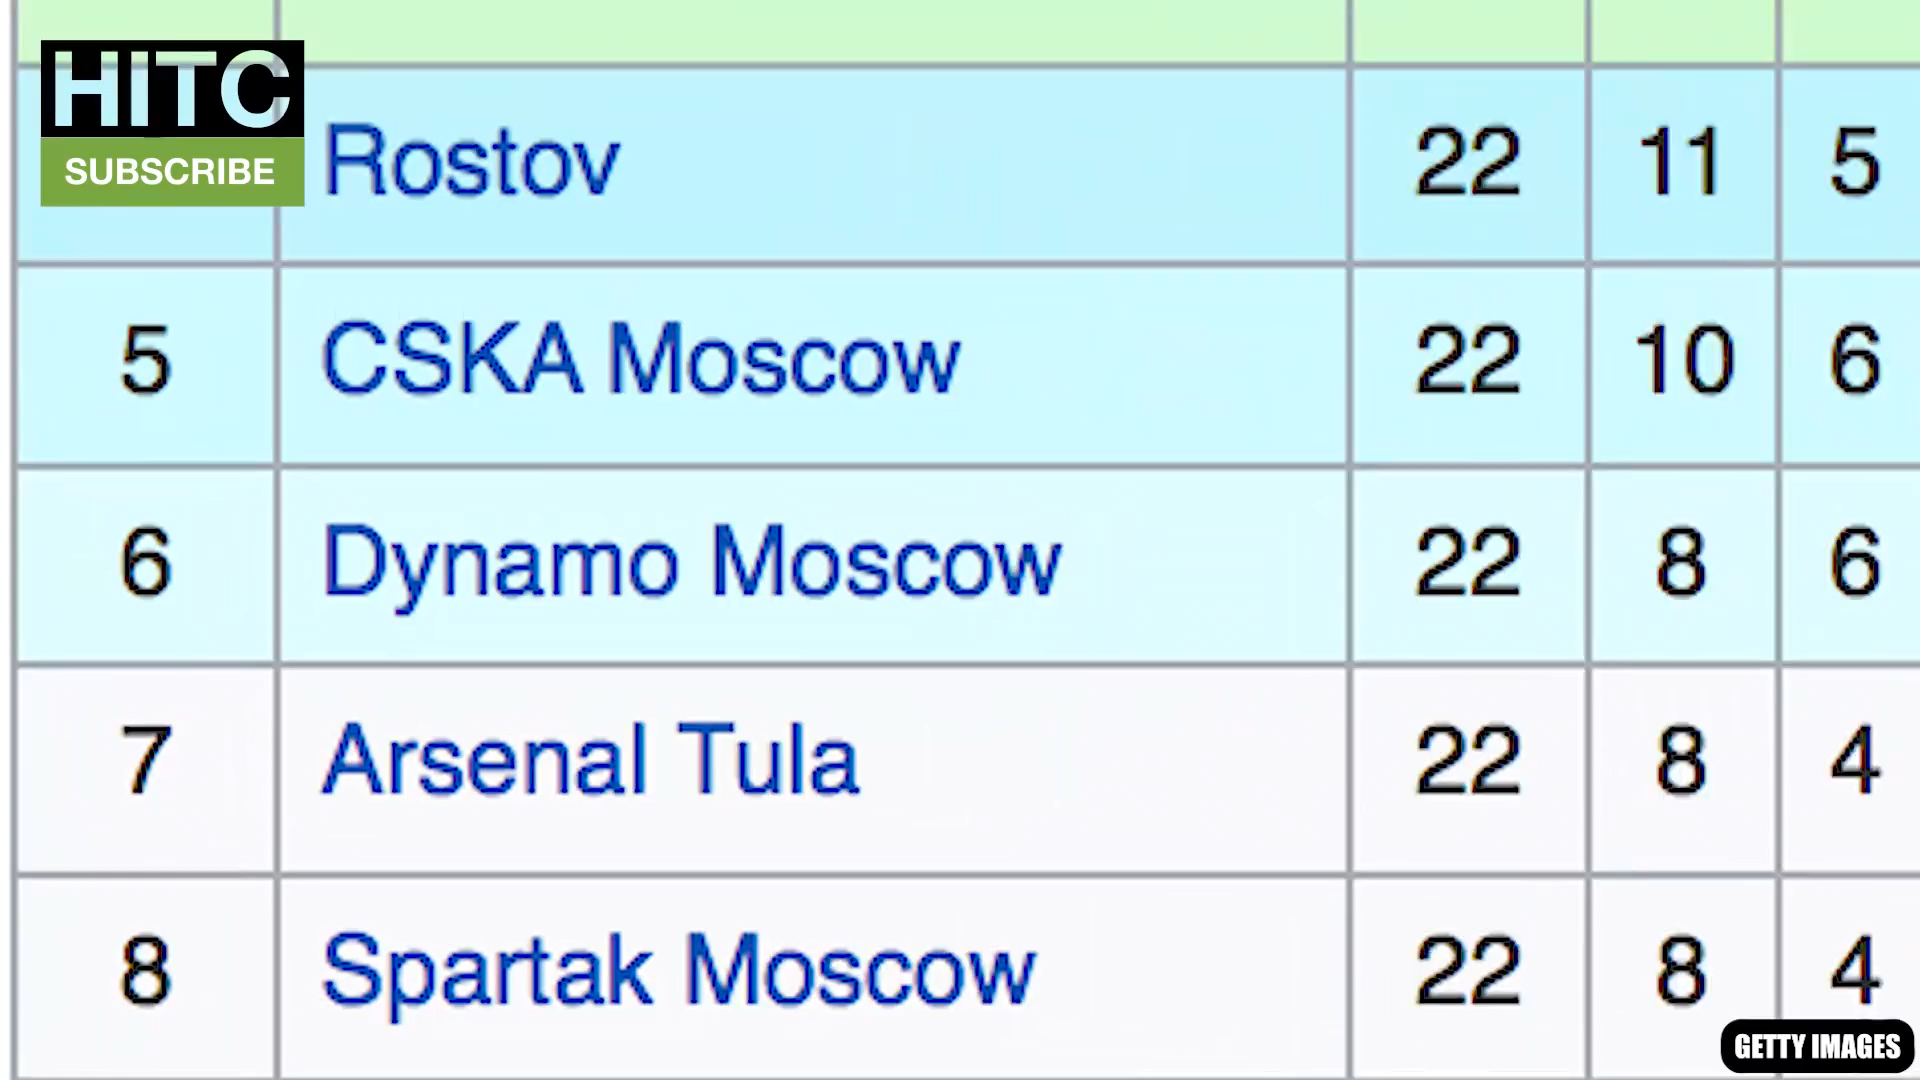 HITC
SUBSCRIBE
Rostov 22 11 5
5 CSKA Moscow 22 10 6
6 Dynamo Moscow 22 8 6
7 Arsenal Tula 22 8 4
8 Spartak Moscow 22 8 4
GETTY IMAGES